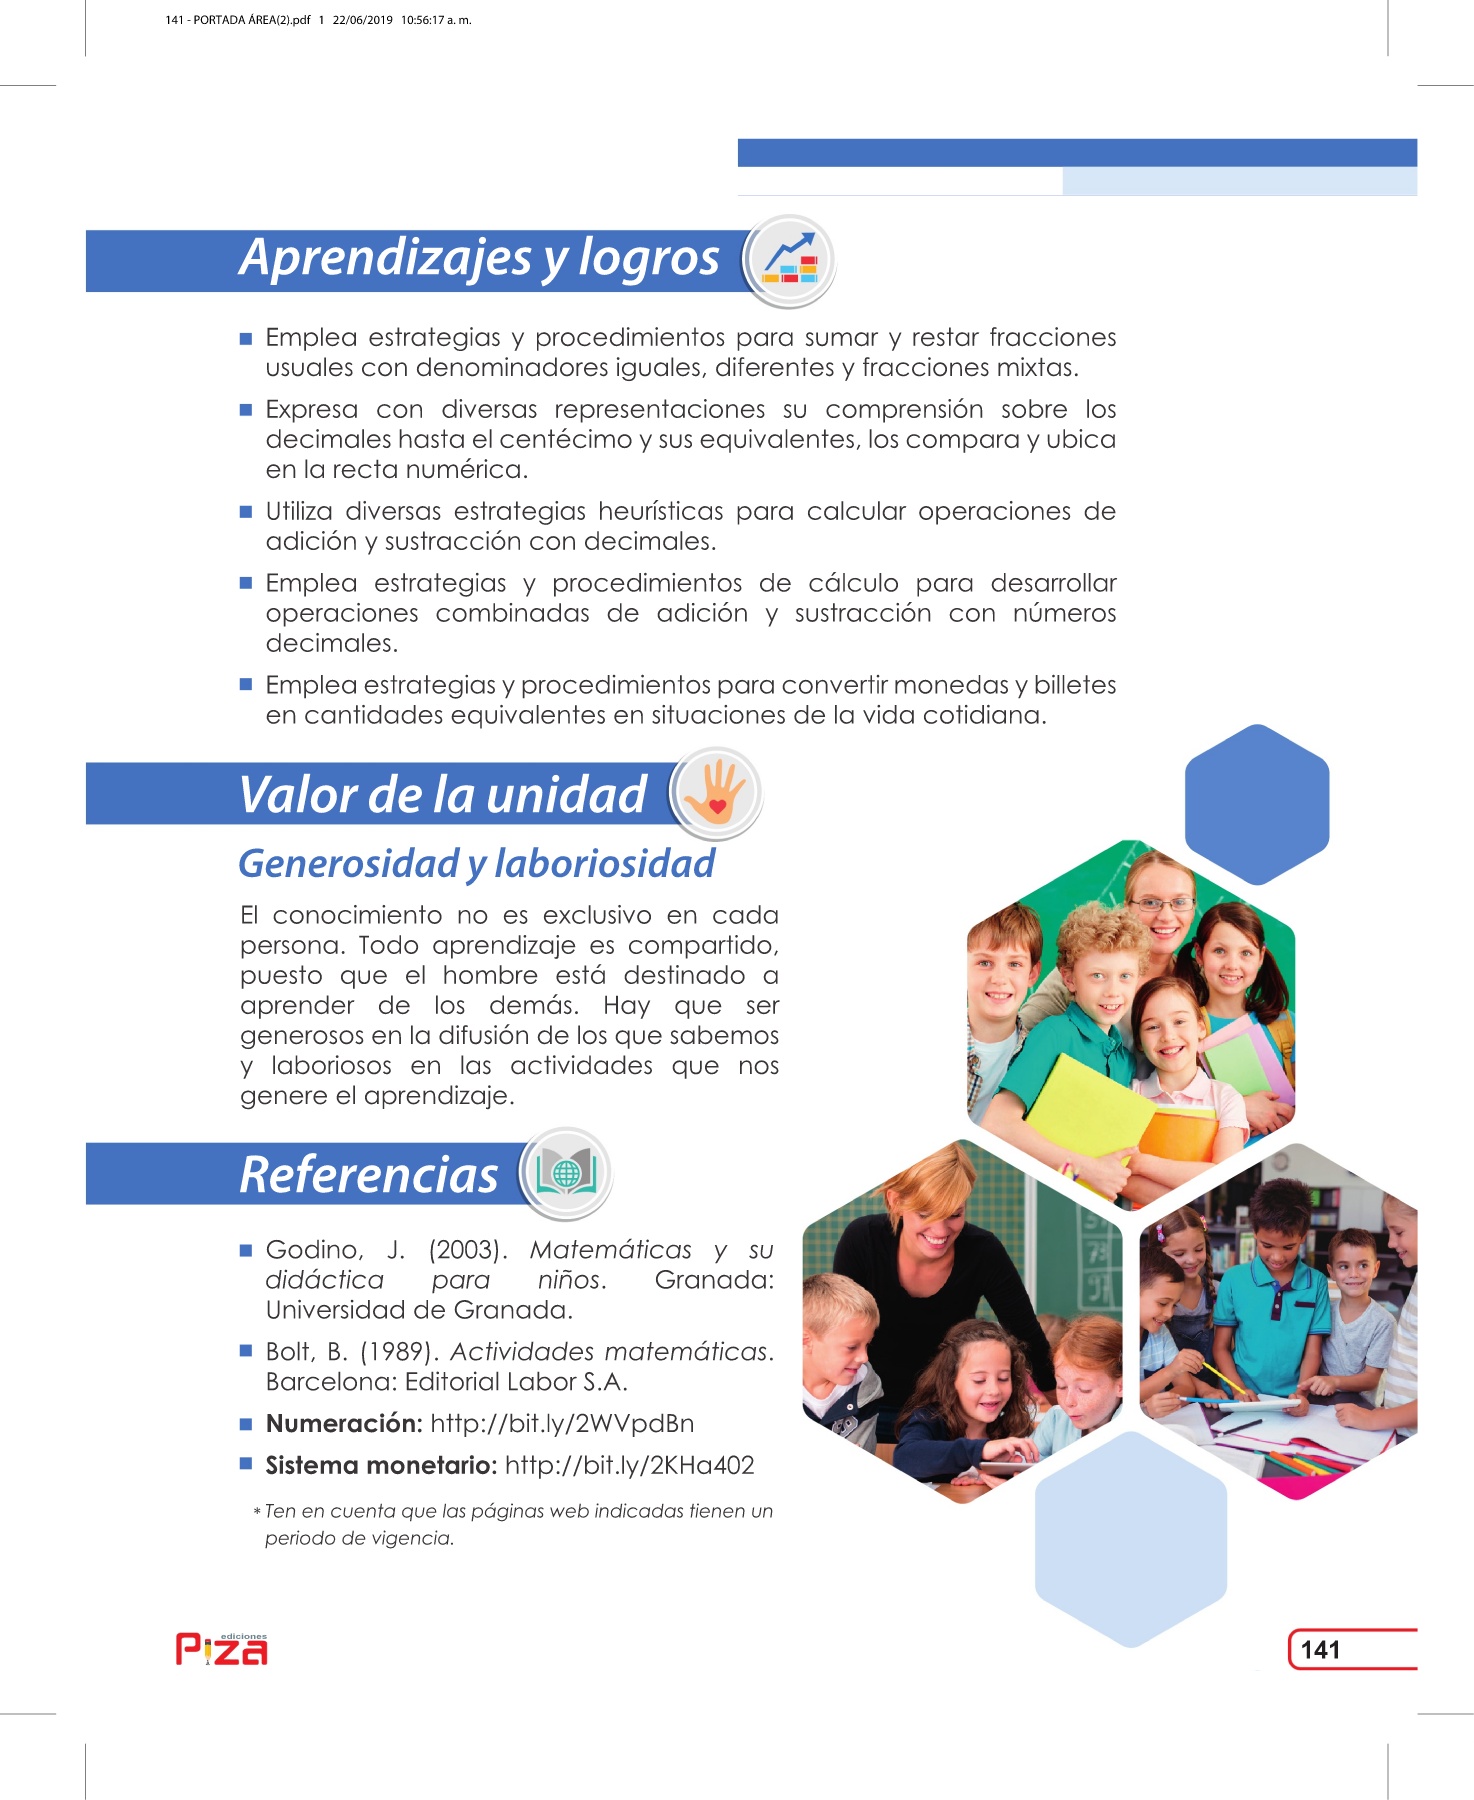 141 - PORTADA ÁREA(2).pdf 1 22/06/2019 10:56:17 a. m.
Aprendizajes y logros
Emplea estrategias y procedimientos para sumar y restar fracciones
usuales con denominadores iguales, diferentes y fracciones mixtas.
Expresa con diversas representaciones su comprensión sobre los
decimales hasta el centécimo y sus equivalentes, los compara y ubica
en la recta numérica.
Utiliza diversas estrategias heurísticas para calcular operaciones de
adición y sustracción con decimales.
Emplea estrategias y procedimientos de cálculo para desarrollar
operaciones combinadas de adición y sustracción con números
decimales.
Emplea estrategias y procedimientos para convertir monedas y billetes
en cantidades equivalentes en situaciones de la vida cotidiana.
Valor de la unidad
Generosidad y laboriosidad
El conocimiento no es exclusivo en cada
persona. Todo aprendizaje es compartido,
puesto que el hombre está destinado a
aprender de los demás. Hay que ser
generosos en la difusión de los que sabemos
y laboriosos en las actividades que nos
genere el aprendizaje.
Referencias
Godino, J. (2003). Matemáticas y su
didáctica para niños. Granada:
Universidad de Granada.
Bolt, B. (1989). Actividades matemáticas.
Barcelona: Editorial Labor S.A.
Numeración: http://bit.ly/2WVpdBn
Sistema monetario: http://bit.ly/2KHa402
* Ten en cuenta que las páginas web indicadas tienen un
periodo de vigencia.
ediciones
Piza
141